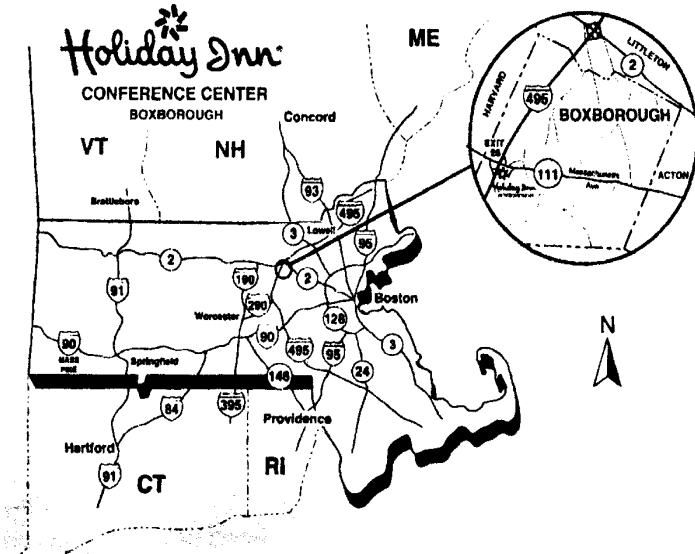 Holiday Inn
CONFERENCE CENTER
BOXBOROUGH
ME
VT
NH
Concord
Brattleboro
93
495
3
Lowell
95
2
2
91
190
290
Worcester
Boston
128
90
90
MASS
PIKE
Springfield
495
95
3
24
146
84
395
Providence
Hartford
91
CT
RI
N
LITTLETON
2
HARVARD
495
BOXBOROUGH
EXIT
Holiday Inn
111
Massachusetts
Ave
ACTON